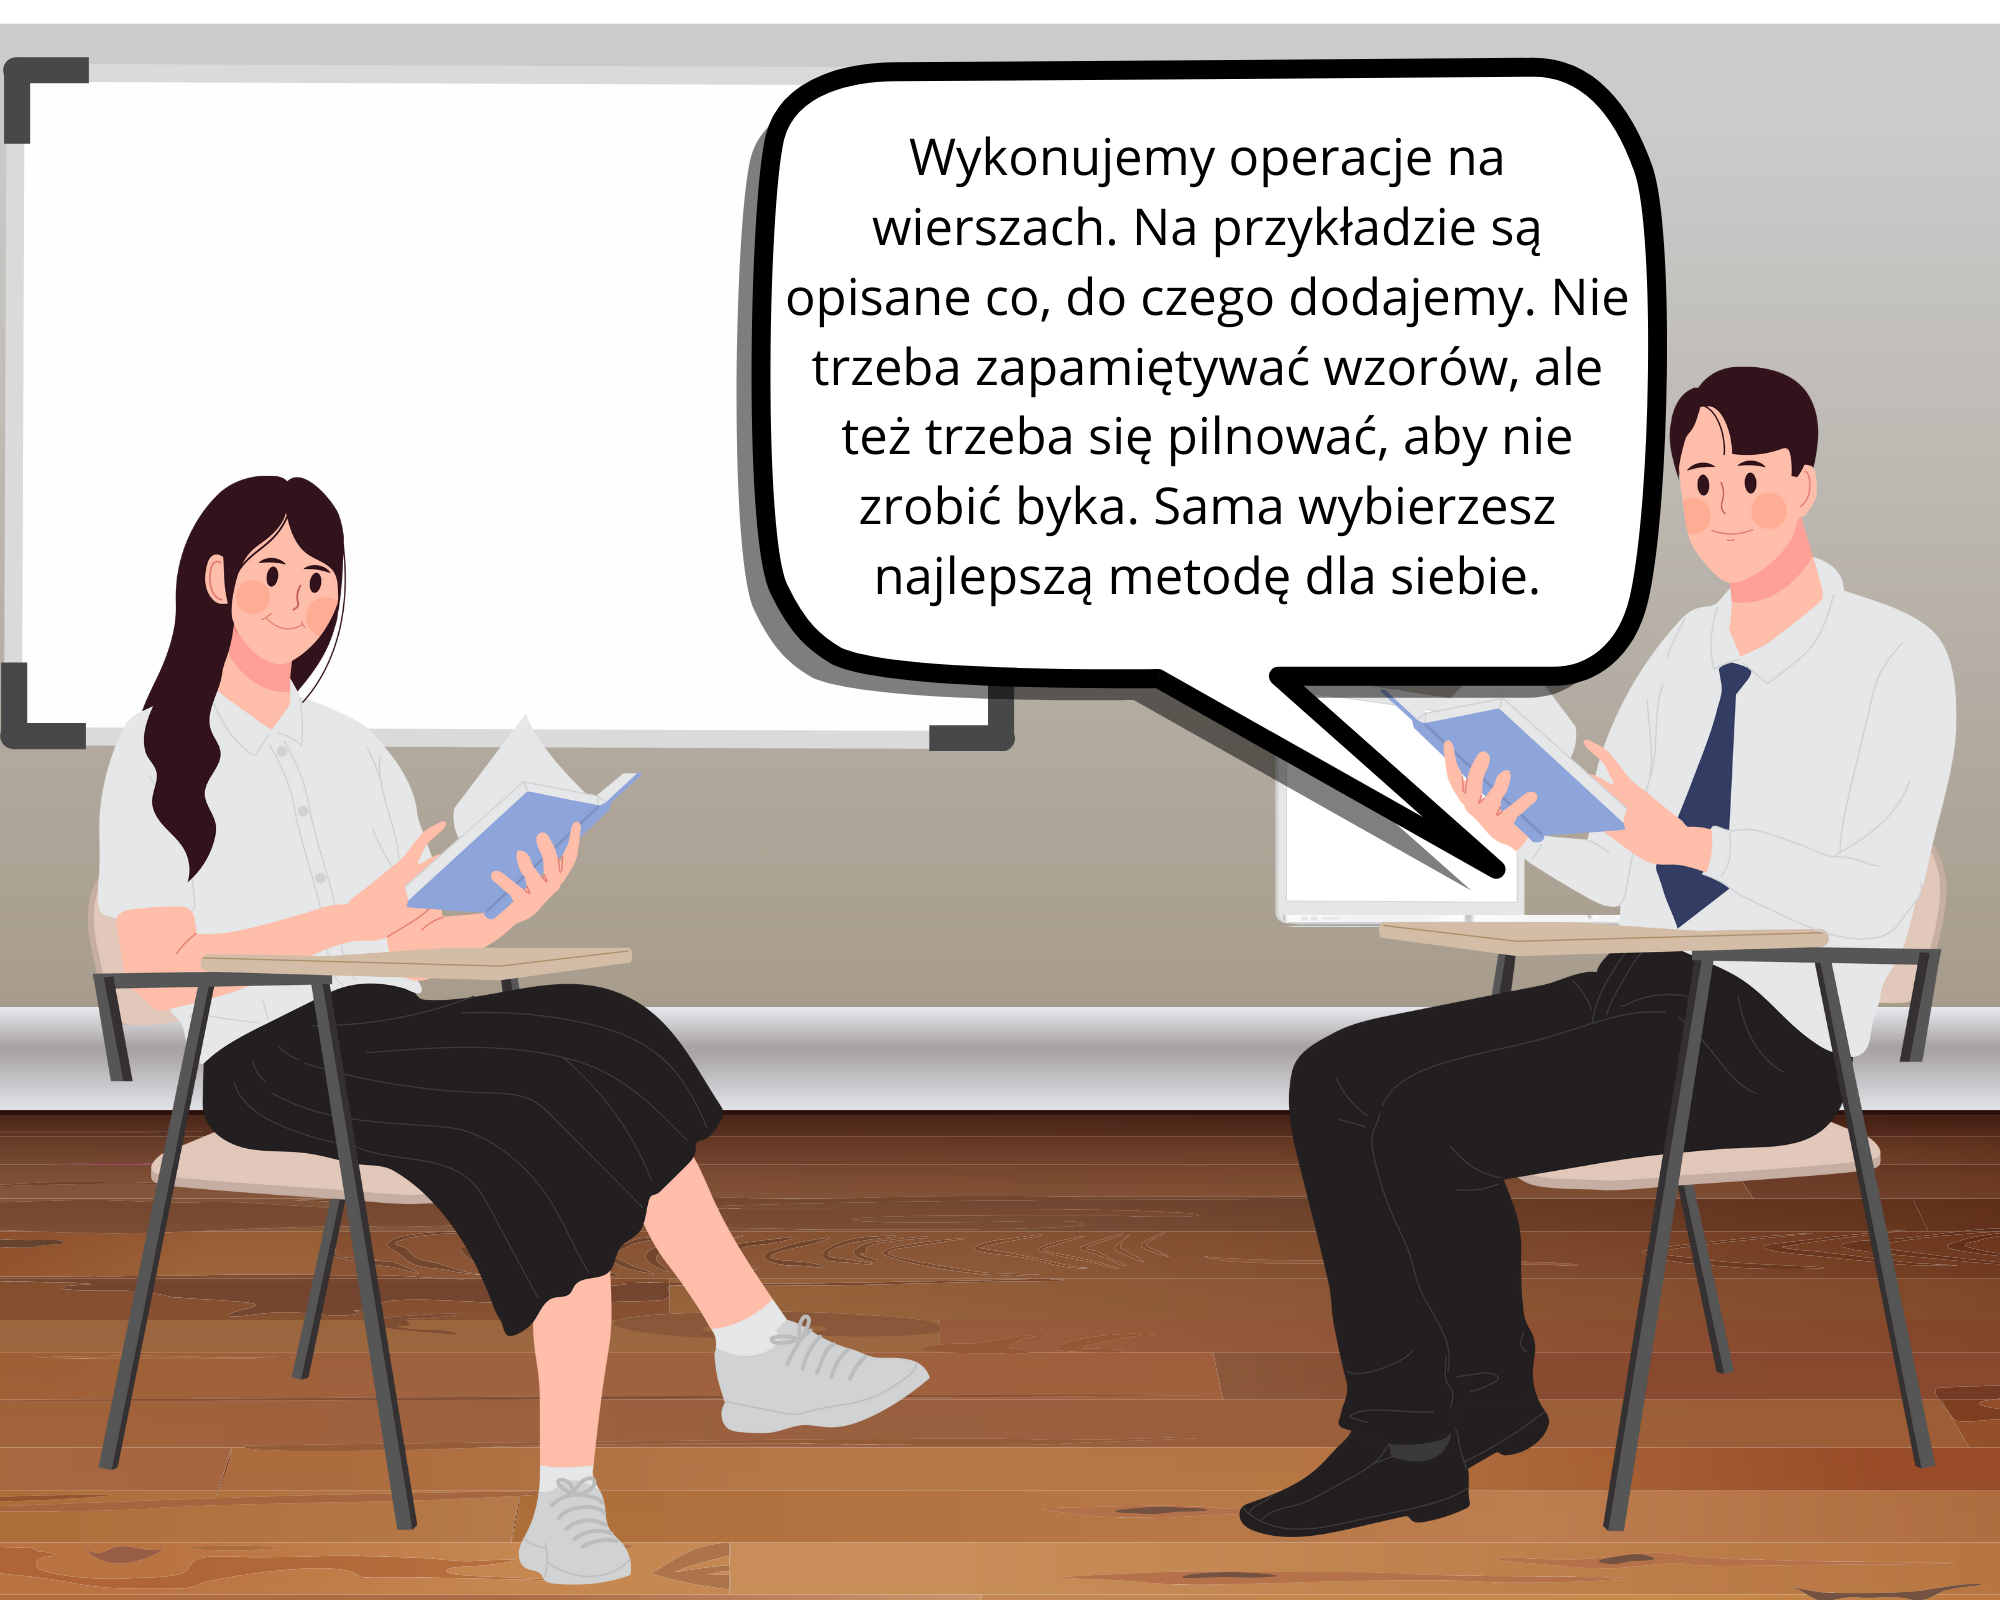 Wykonujemy operacje na
wierszach. Na przykładzie są
opisane co, do czego dodajemy. Nie
trzeba zapamiętywać wzorów, ale
też trzeba się pilnować, aby nie
zrobić byka. Sama wybierzesz
najlepszą metodę dla siebie.